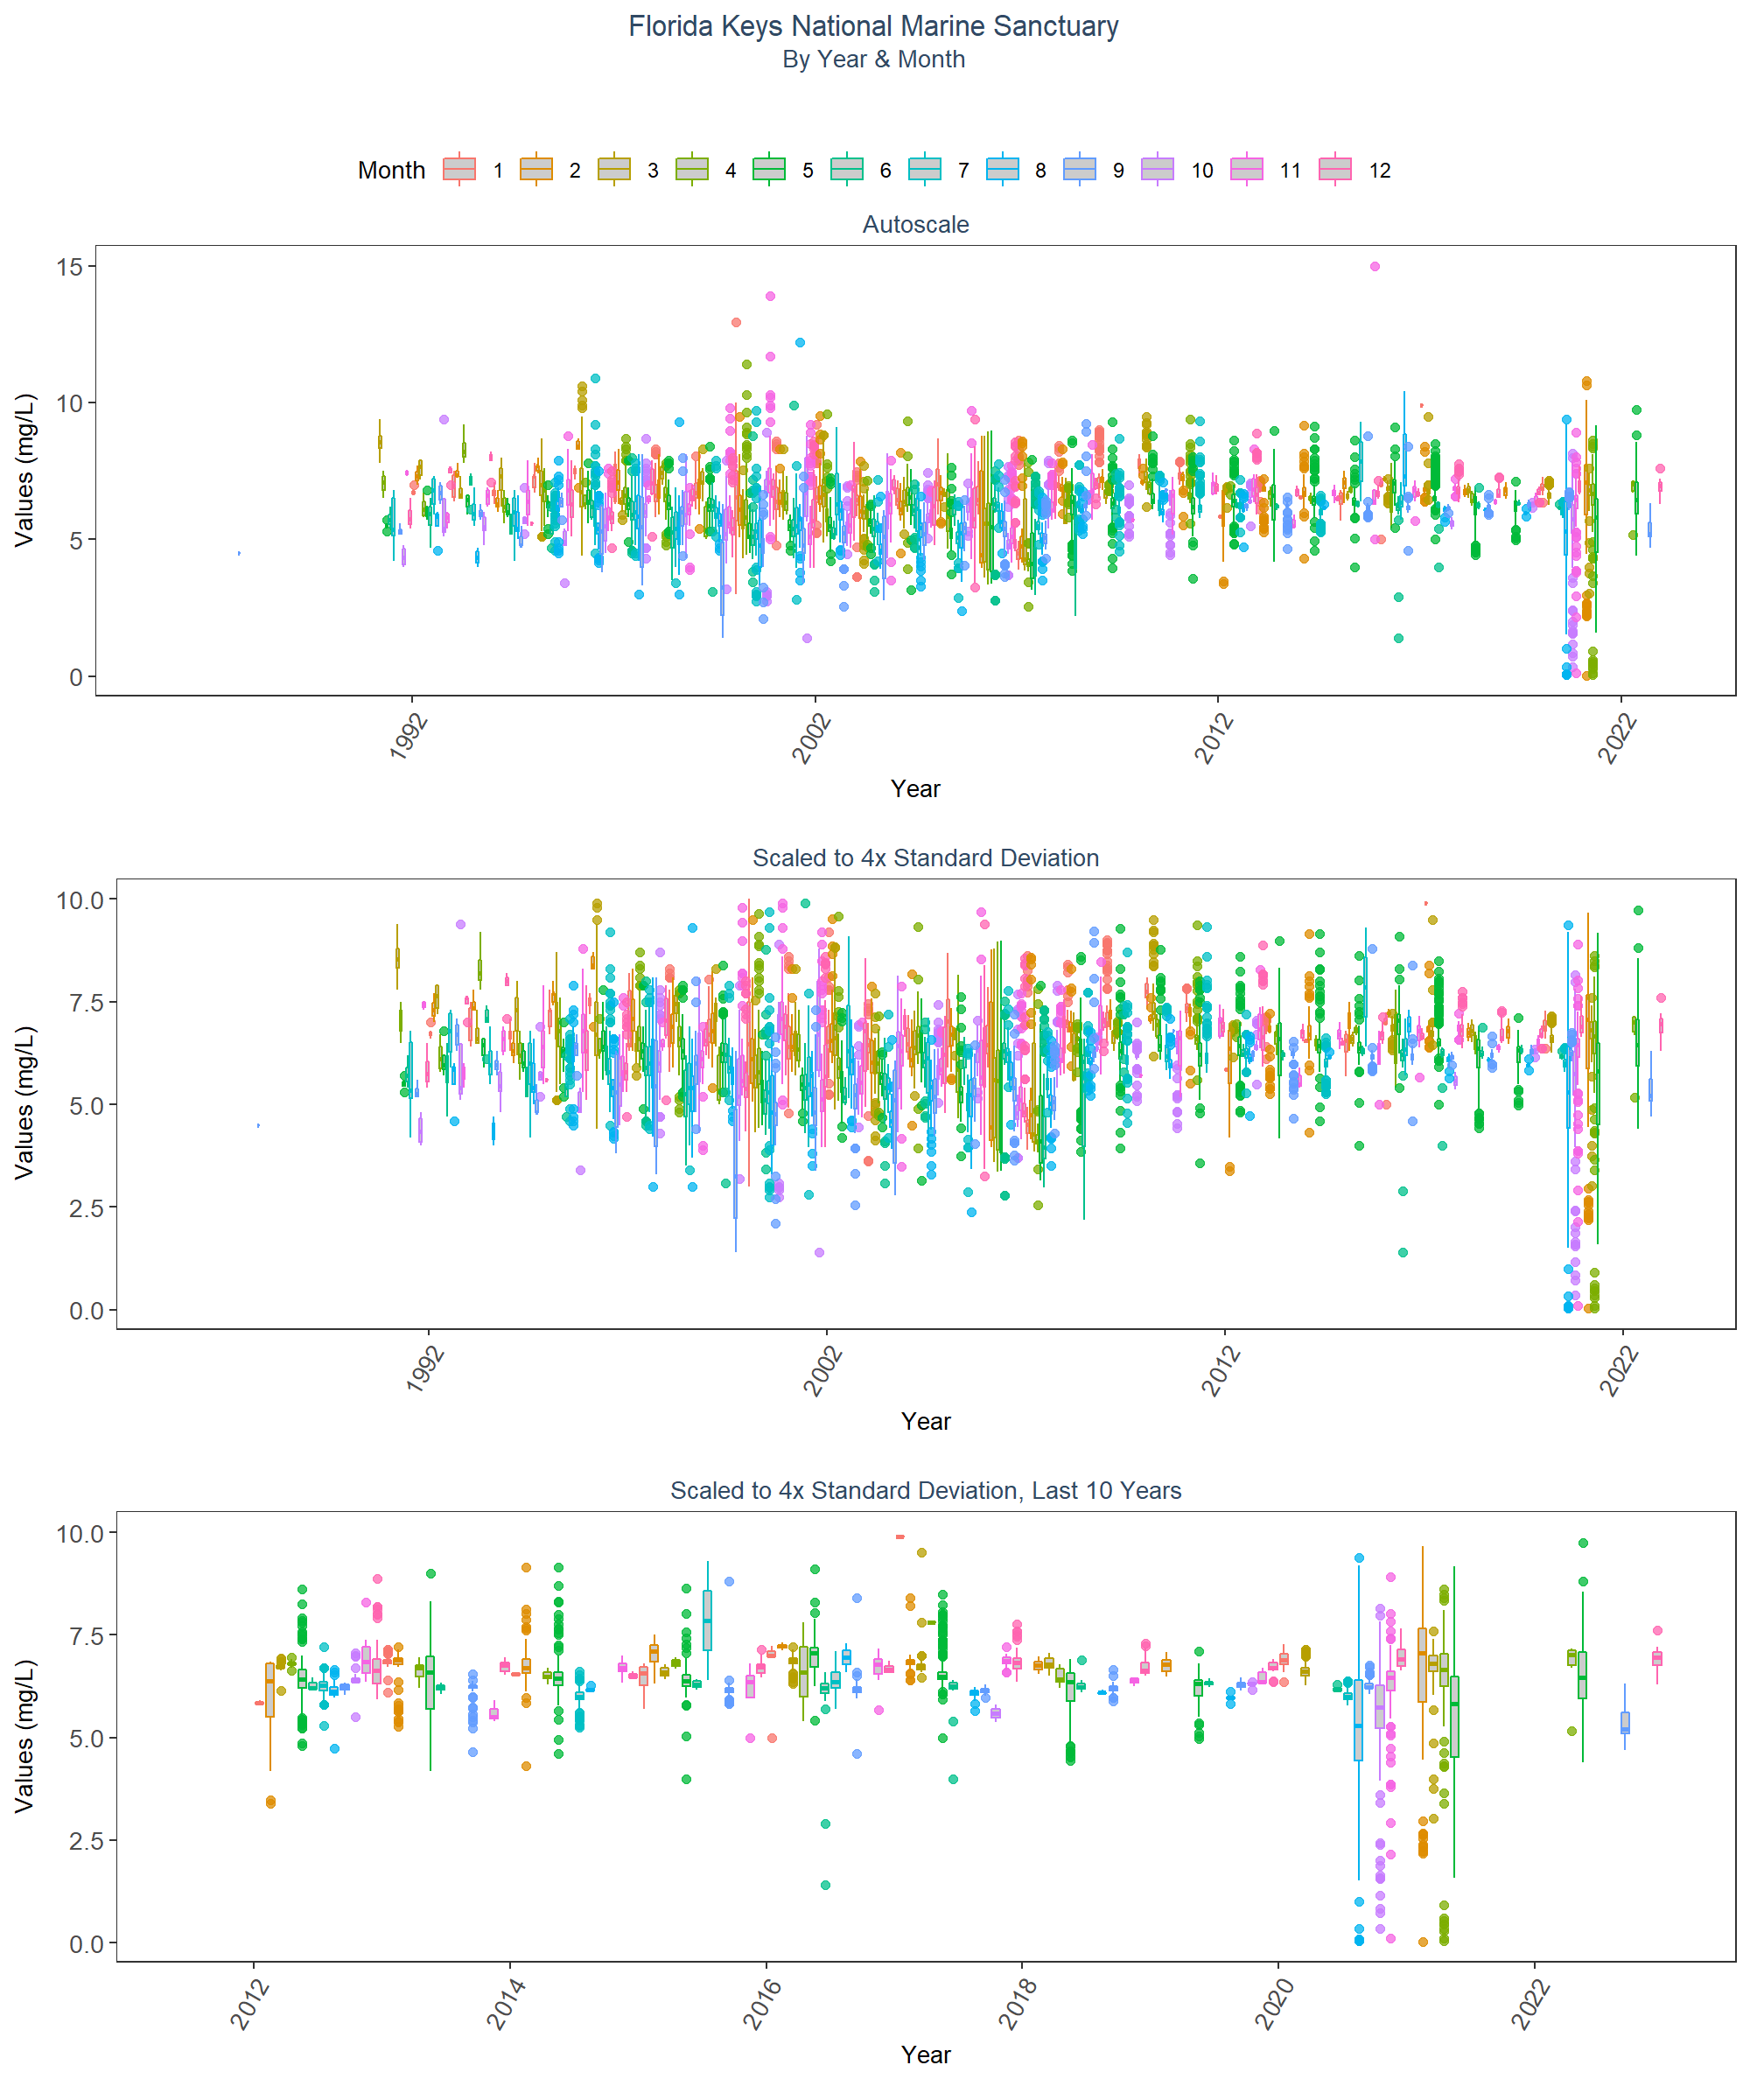 Florida Keys National Marine Sanctuary
By Year & Month
Month 1 2 3 4 5 6 7 8 9 10 11 12
Autoscale
Values (mg/L)
15
10
5
0
1992 2002 2012 2022
Year
Scaled to 4x Standard Deviation
Values (mg/L)
10.0
7.5
5.0
2.5
0.0
1992 2002 2012 2022
Year
Scaled to 4x Standard Deviation, Last 10 Years
Values (mg/L)
10.0
7.5
5.0
2.5
0.0
2012 2014 2016 2018 2020 2022
Year